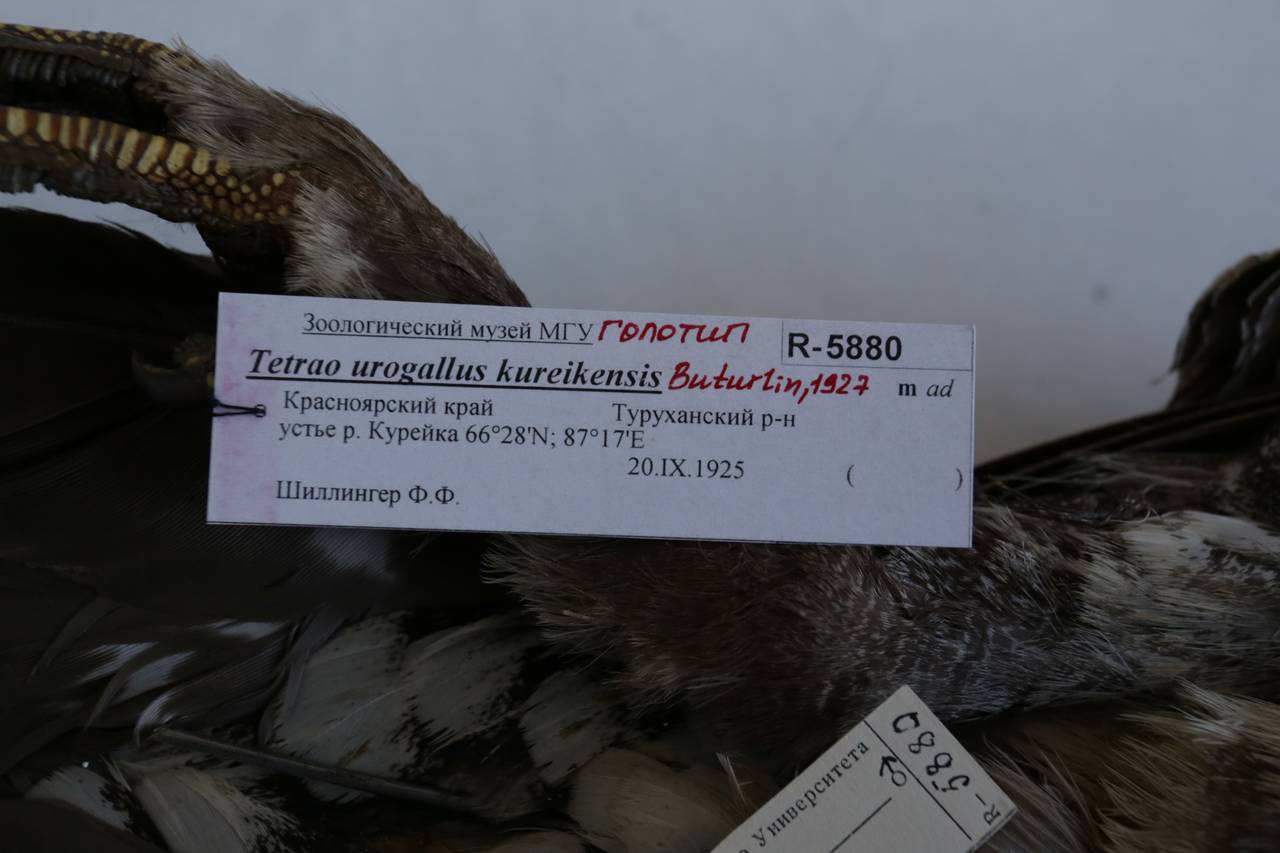 Зоологический музей МГУ голотип R-5880
Tetrao urogallus kureikensis Buturlin, 1927 m ad
Красноярский край Туруханский р-н
устье р. Курейка 66°28'N; 87°17'E
20.IX.1925 ( )
Шиллингер Ф.Ф.
Университета
♂
R-5880